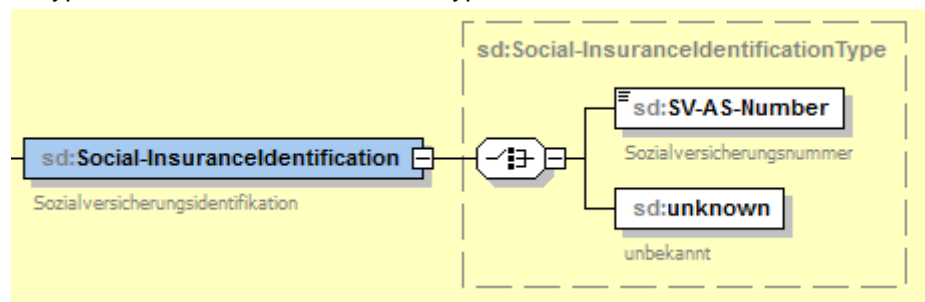 sd:Social-InsuranceIdentificationType
sd:SV-AS-Number
Sozialversicherungsnummer
sd:Social-InsuranceIdentification
Sozialversicherungsidentifikation
sd:unknown
unbekannt